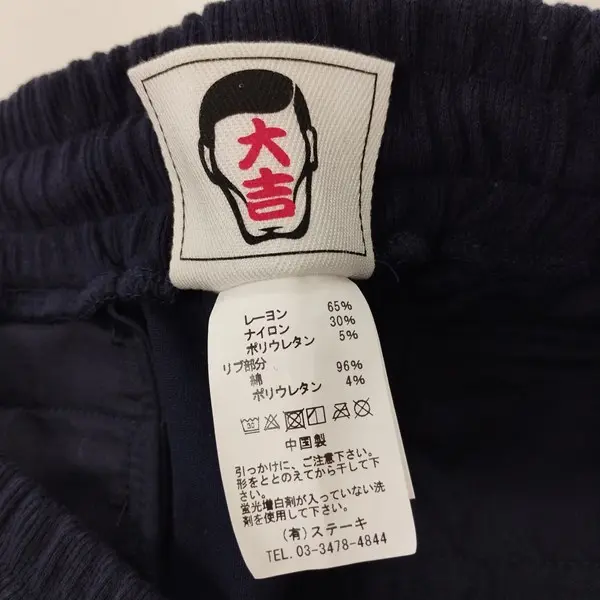 大吉
レーヨン 65%
ナイロン 30%
ポリウレタン 5%
リブ部分
綿 96%
ポリウレタン 4%
中国製
引っかけに、ご注意下さい。
形をととのえてから干して下
さい。
蛍光増白剤が入っていない洗
剤を使用して下さい。
(有)ステーキ
TEL. 03-3478-4844